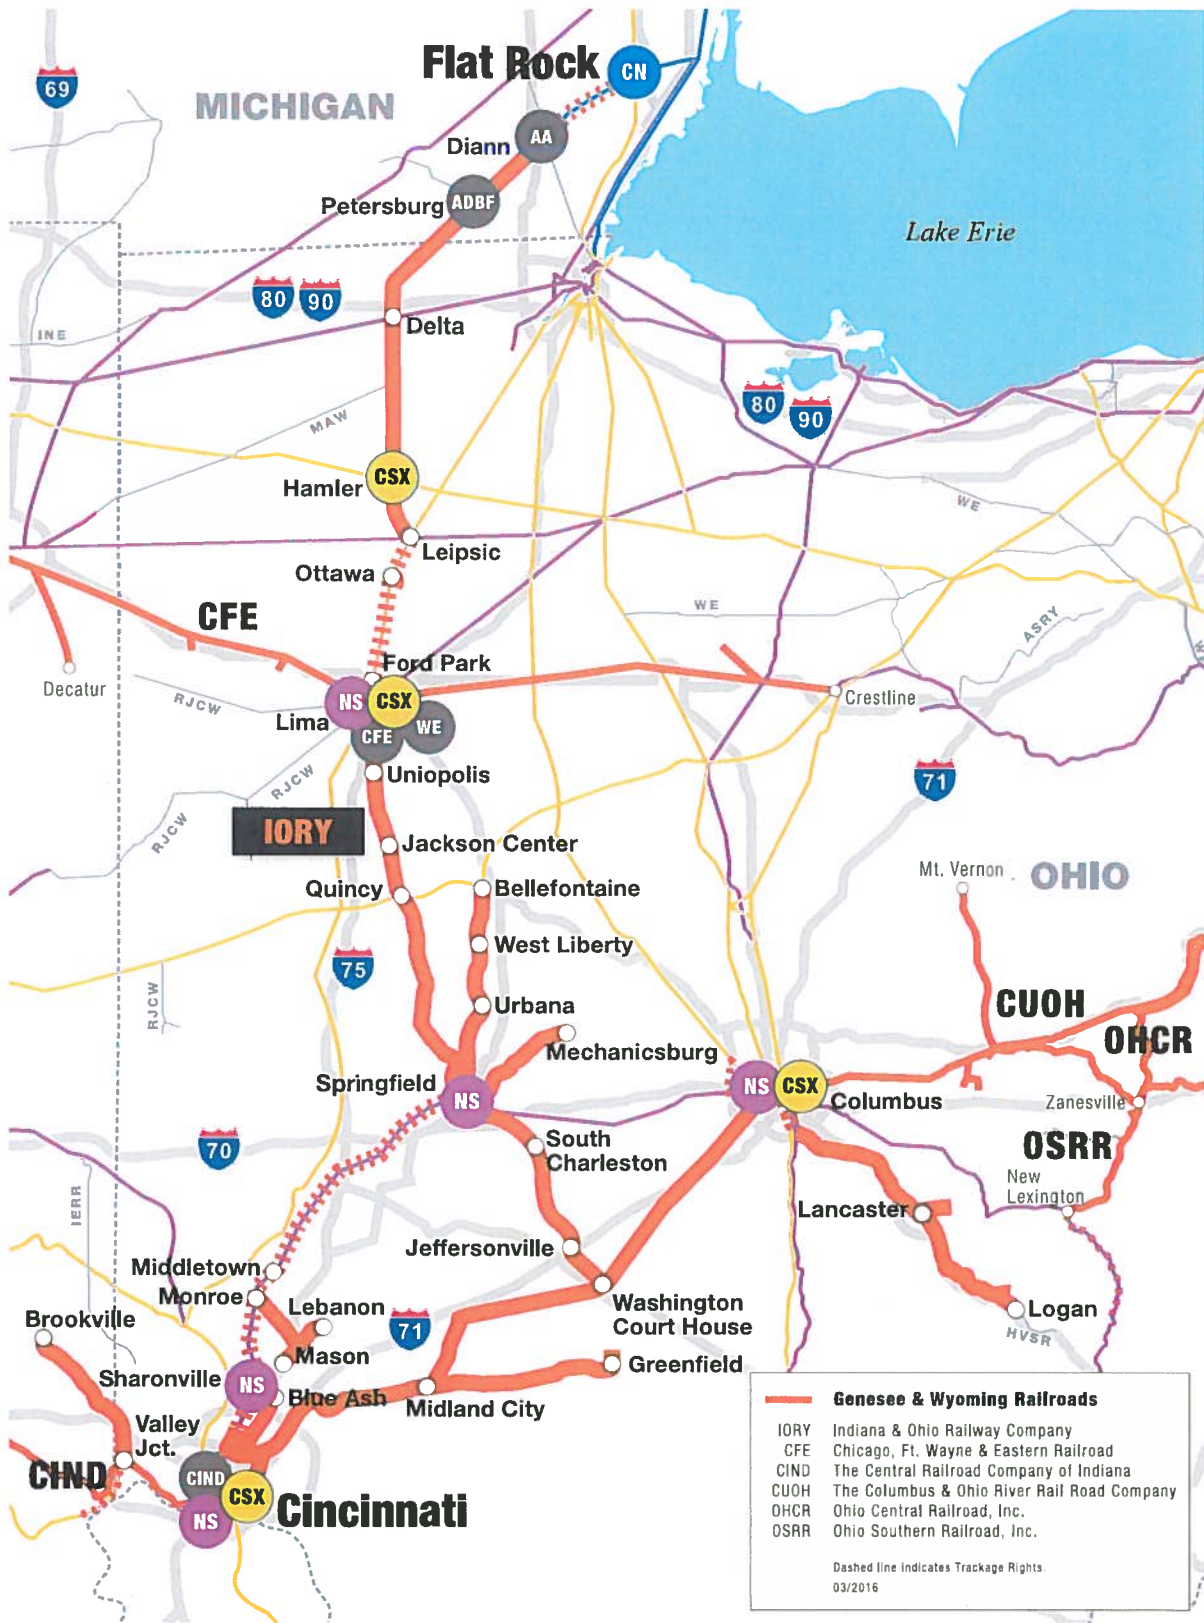 Flat Rock
CN
69
MICHIGAN
AA
Diann
ADBF
Petersburg
Lake Erie
80
90
Delta
INE
80
90
MAW
CSX
Hamler
WE
Leipsic
Ottawa
CFE
WE
ASRY
Ford Park
Decatur
RJCW
NS
CSX
Crestline
Lima
CFE
WE
Uniopolis
RJCW
71
IORY
RJCW
Jackson Center
Mt. Vernon
OHIO
Quincy
Bellefontaine
West Liberty
75
RJCW
Urbana
CUOH
Mechanicsburg
OHCR
Springfield
NS
NS
CSX
Columbus
Zanesville
70
South
Charleston
OSRR
New
Lexington
IERR
Lancaster
Jeffersonville
Middletown
Monroe
Washington
Court House
Logan
HVSR
Brookville
Lebanon
71
Mason
Greenfield
Sharonville
NS
Blue Ash
Midland City
Valley
Jct.
CIND
CIND
CSX
NS
Cincinnati
Genesee & Wyoming Railroads
IORY Indiana & Ohio Railway Company
CFE Chicago, Ft. Wayne & Eastern Railroad
CIND The Central Railroad Company of Indiana
CUOH The Columbus & Ohio River Rail Road Company
OHCR Ohio Central Railroad, Inc.
OSRR Ohio Southern Railroad, Inc.
Dashed line indicates Trackage Rights.
03/2016